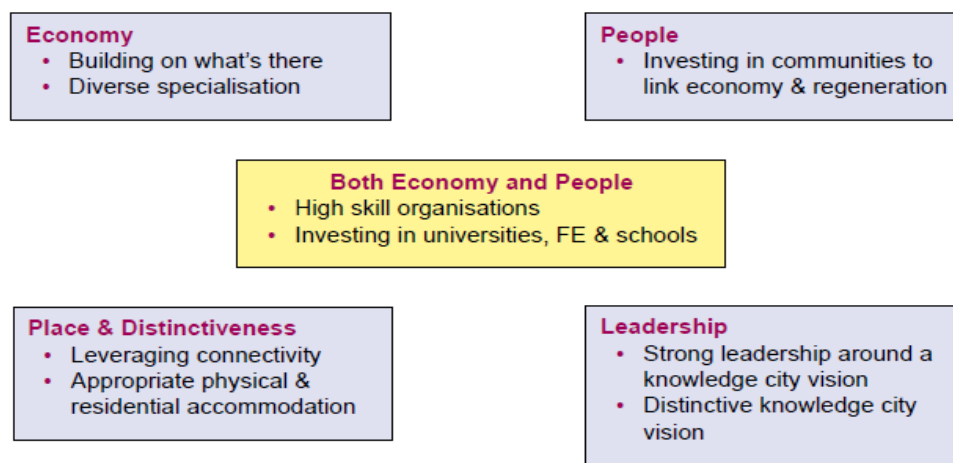 Economy
• Building on what's there
• Diverse specialisation
People
• Investing in communities to
link economy & regeneration
Both Economy and People
• High skill organisations
• Investing in universities, FE & schools
Place & Distinctiveness
• Leveraging connectivity
• Appropriate physical &
residential accommodation
Leadership
• Strong leadership around a
knowledge city vision
• Distinctive knowledge city
vision